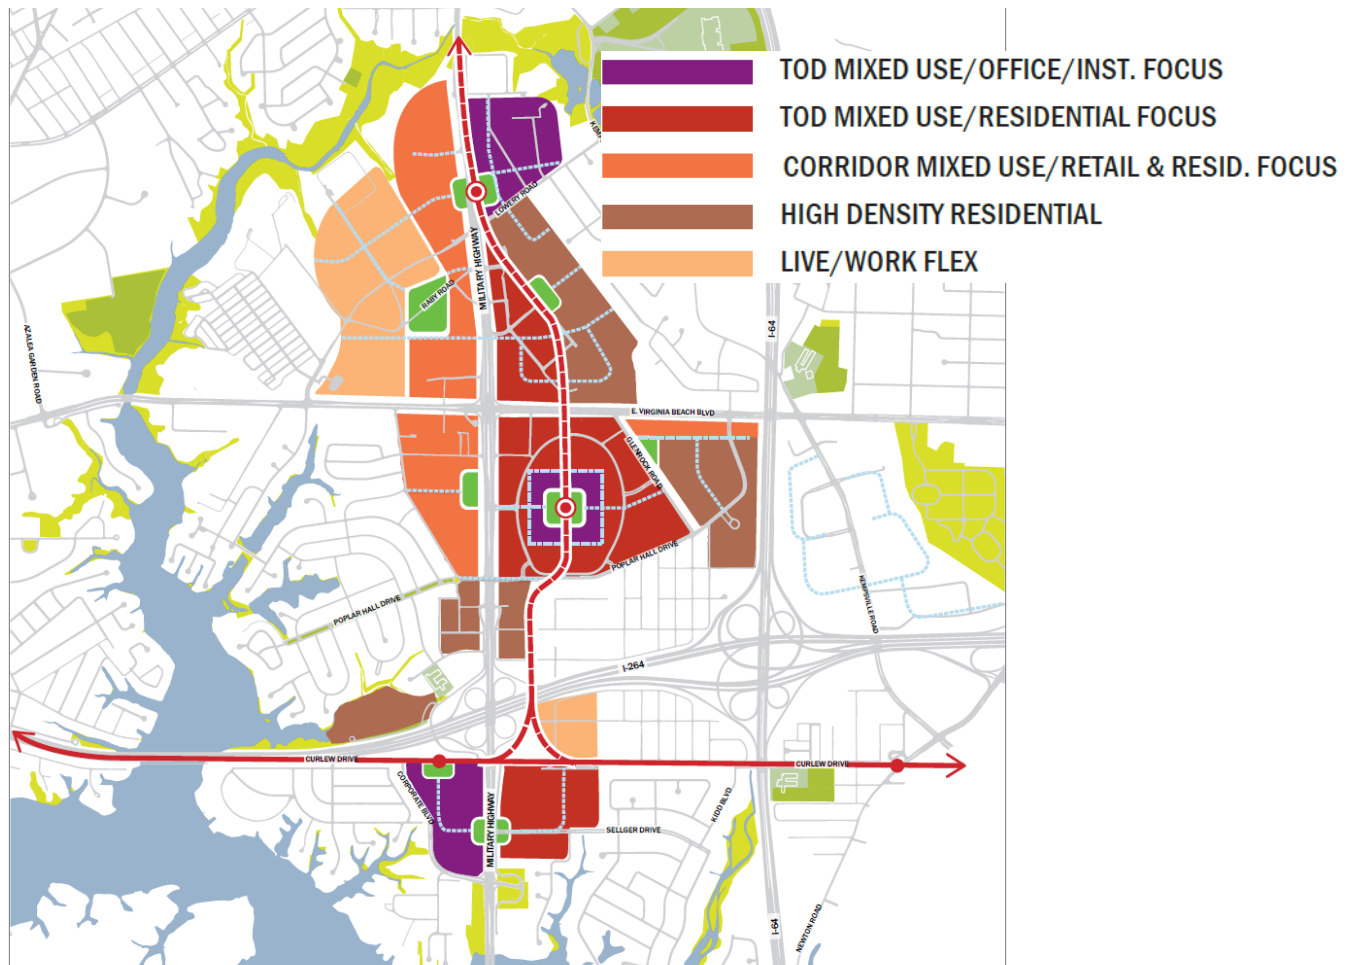 TOD MIXED USE/OFFICE/INST. FOCUS
TOD MIXED USE/RESIDENTIAL FOCUS
CORRIDOR MIXED USE/RETAIL & RESID. FOCUS
HIGH DENSITY RESIDENTIAL
LIVE/WORK FLEX
LOWERY ROAD
MILITARY HIGHWAY
RABY ROAD
I-64
AZALEA GARDEN ROAD
E. VIRGINIA BEACH BLVD
GLENROCK ROAD
POPLAR HALL DRIVE
POPLAR HALL DRIVE
KEMPSVILLE ROAD
I-264
CURLEW DRIVE
CURLEW DRIVE
CORPORATE BLVD
MILITARY HIGHWAY
KIDD BLVD
SELLGER DRIVE
I-64
NEWTON ROAD